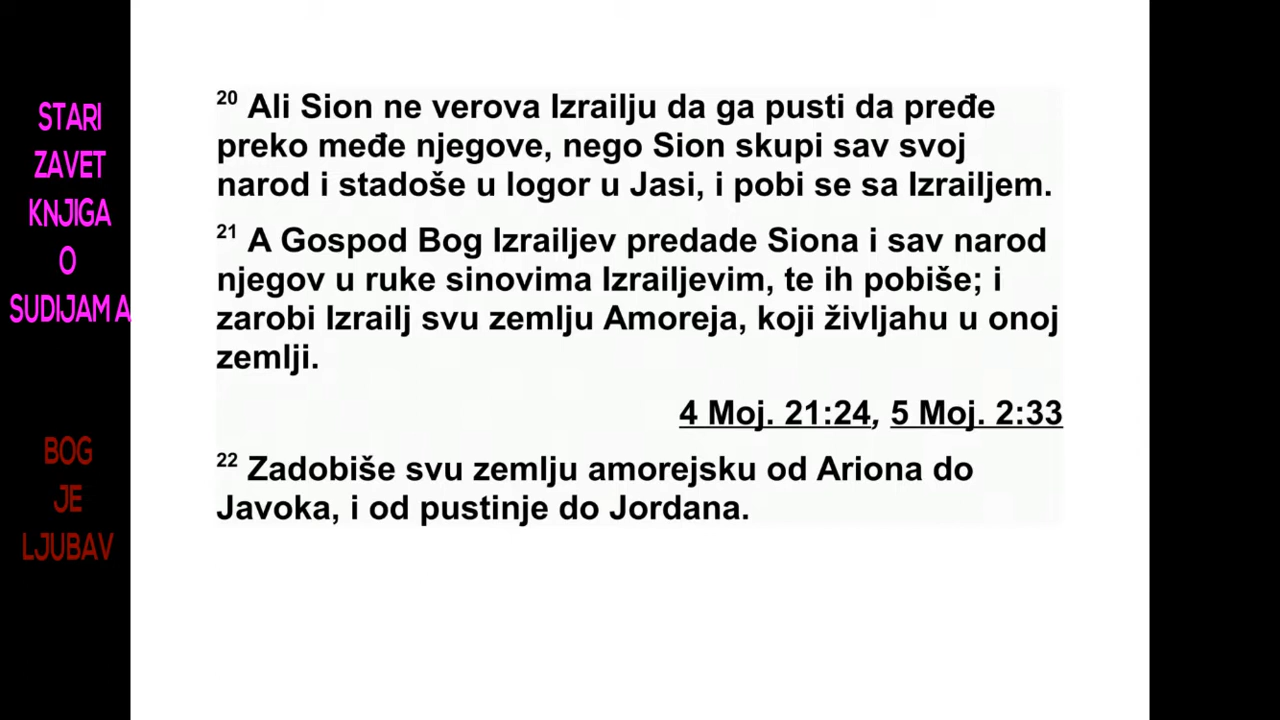 STARI
ZAVET
KNJIGA
O
SUDIJAMA
BOG
JE
LJUBAV
20 Ali Sion ne verova Izrailju da ga pusti da pređe
preko međe njegove, nego Sion skupi sav svoj
narod i stadoše u logor u Jasi, i pobi se sa Izrailjem.
21 A Gospod Bog Izrailjev predade Siona i sav narod
njegov u ruke sinovima Izrailjevim, te ih pobiše; i
zarobi Izrailj svu zemlju Amoreja, koji življahu u onoj
zemlji.
4 Moj. 21:24, 5 Moj. 2:33
22 Zadobiše svu zemlju amorejsku od Ariona do
Javoka, i od pustinje do Jordana.